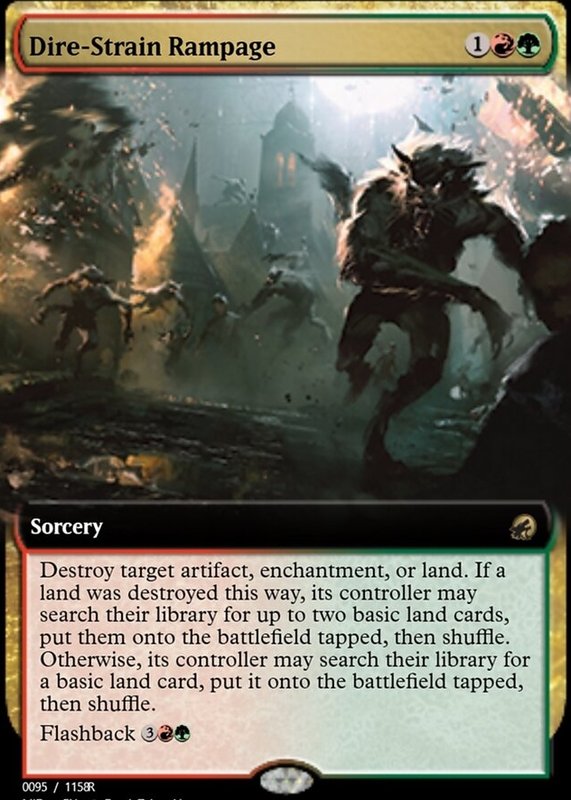 Dire-Strain Rampage 1
Sorcery
Destroy target artifact, enchantment, or land. If a
land was destroyed this way, its controller may
search their library for up to two basic land cards,
put them onto the battlefield tapped, then shuffle.
Otherwise, its controller may search their library for
a basic land card, put it onto the battlefield tapped,
then shuffle.
Flashback 3
0095 / 1158R